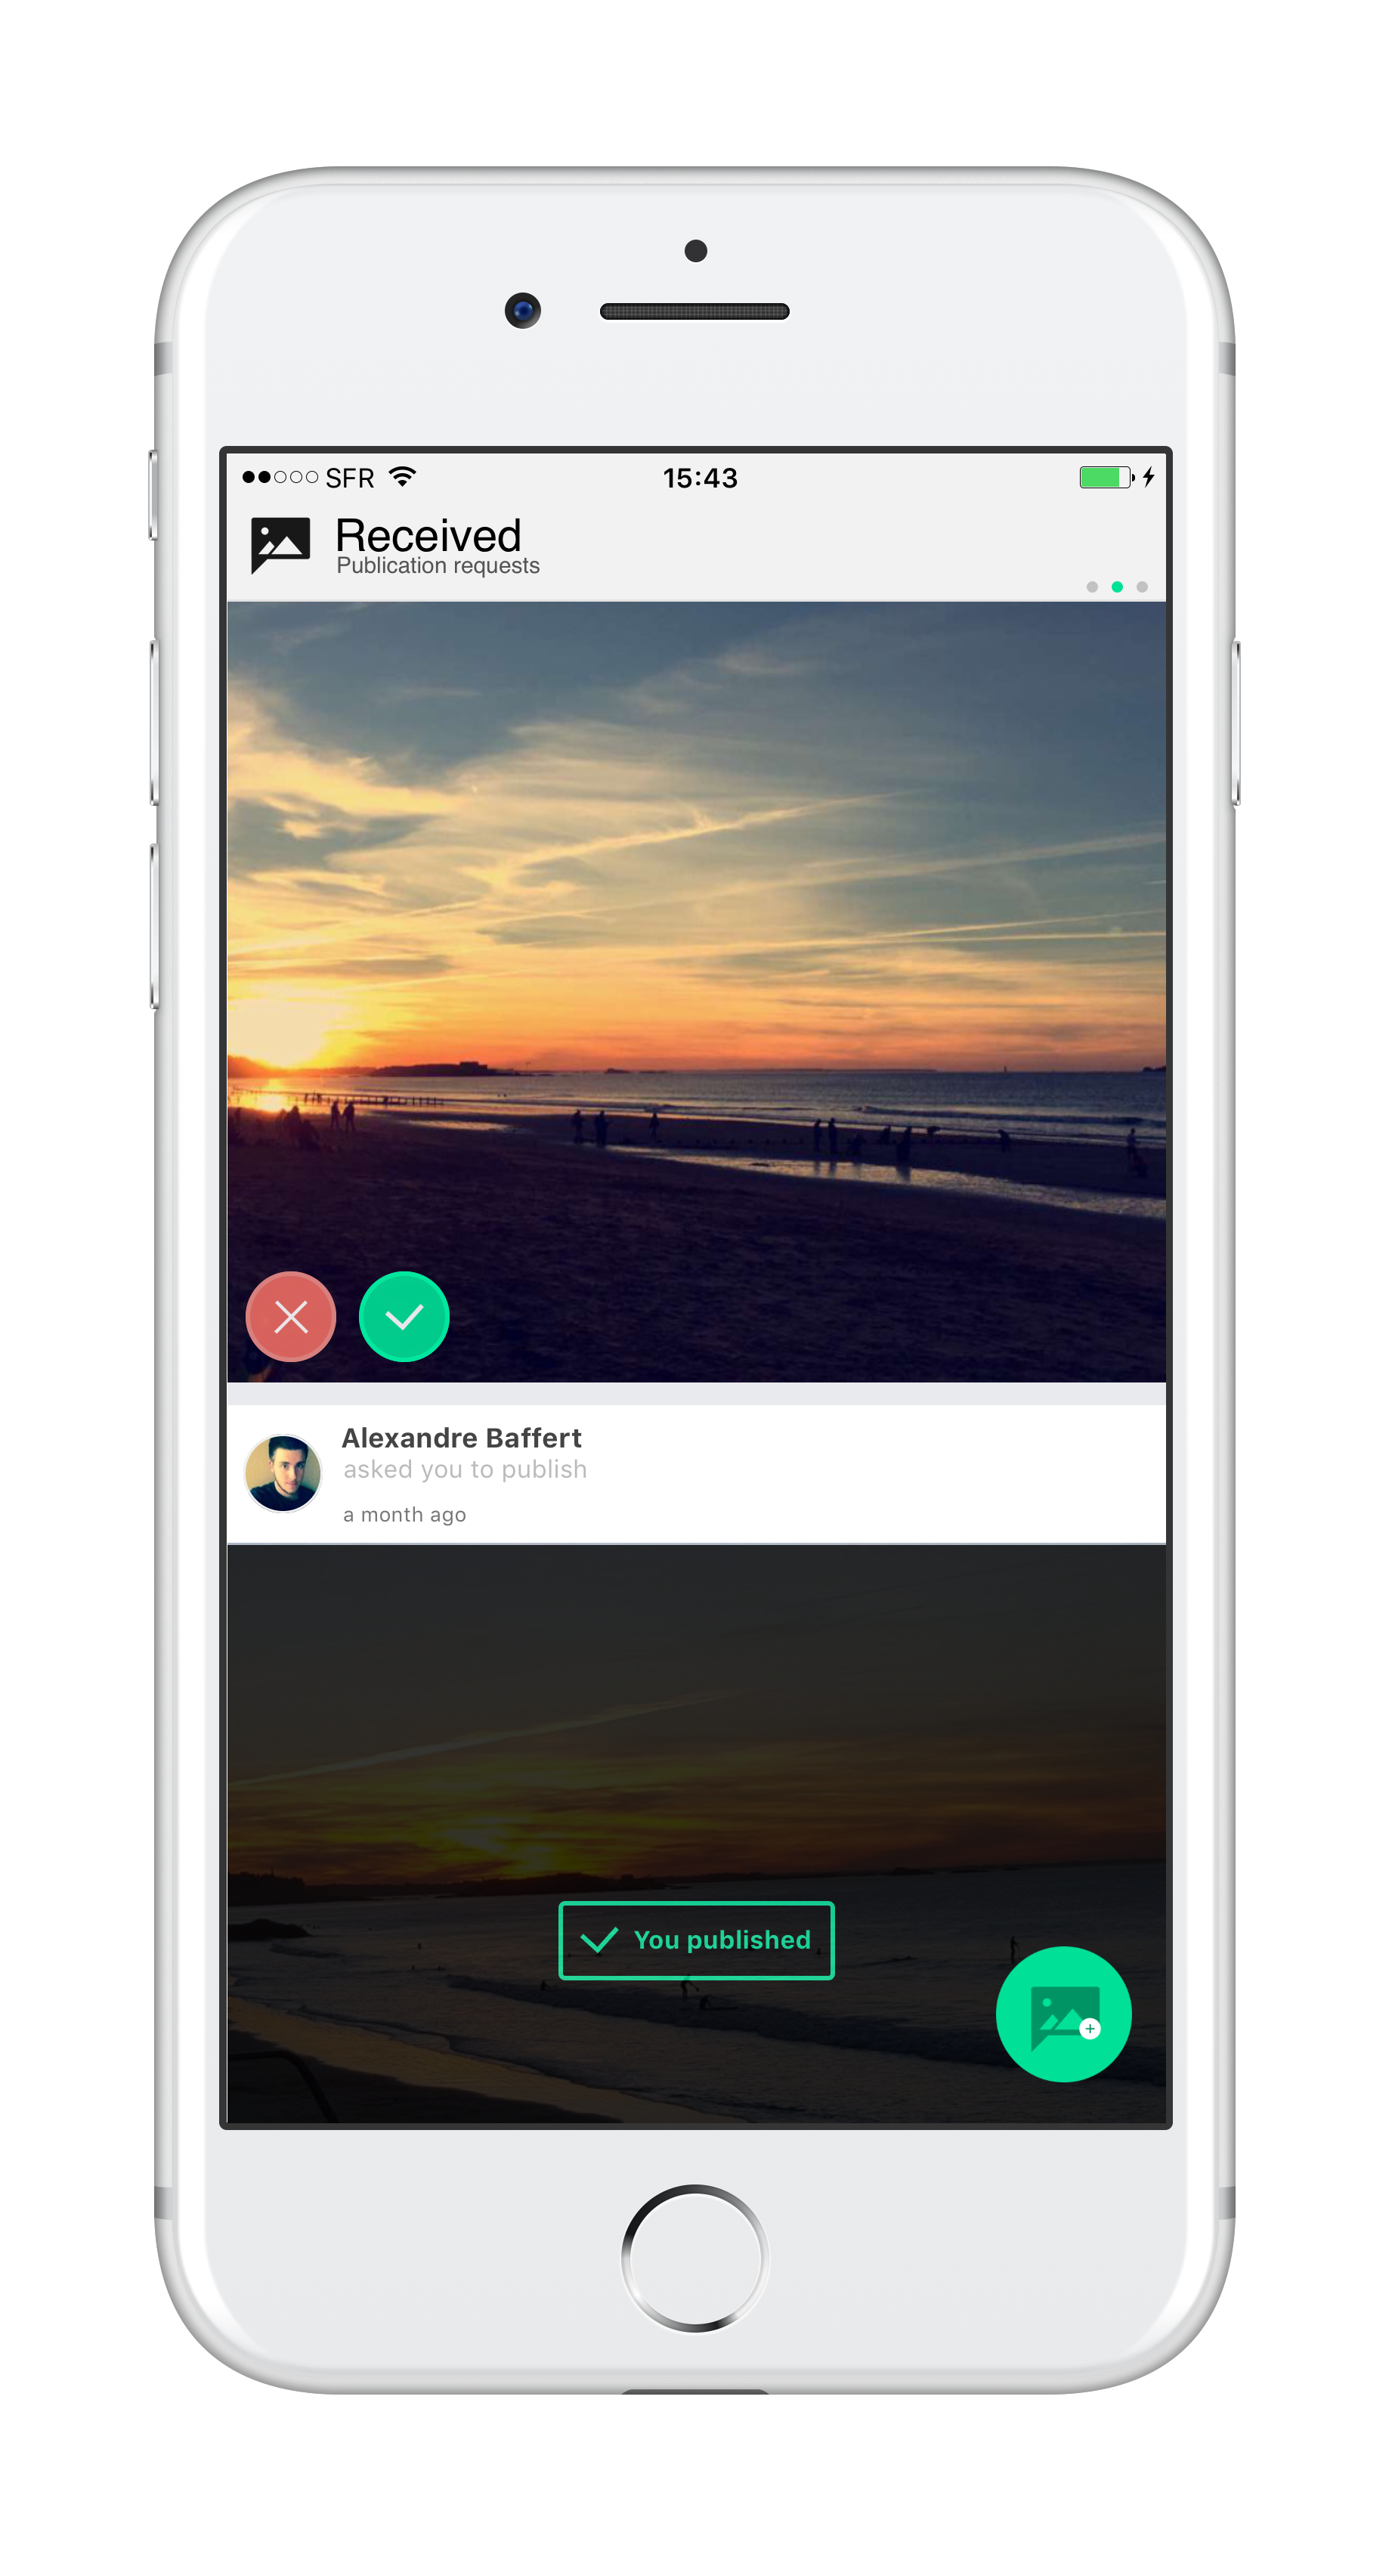 SFR 15:43
Received
Publication requests
Alexandre Baffert
asked you to publish
a month ago
You published